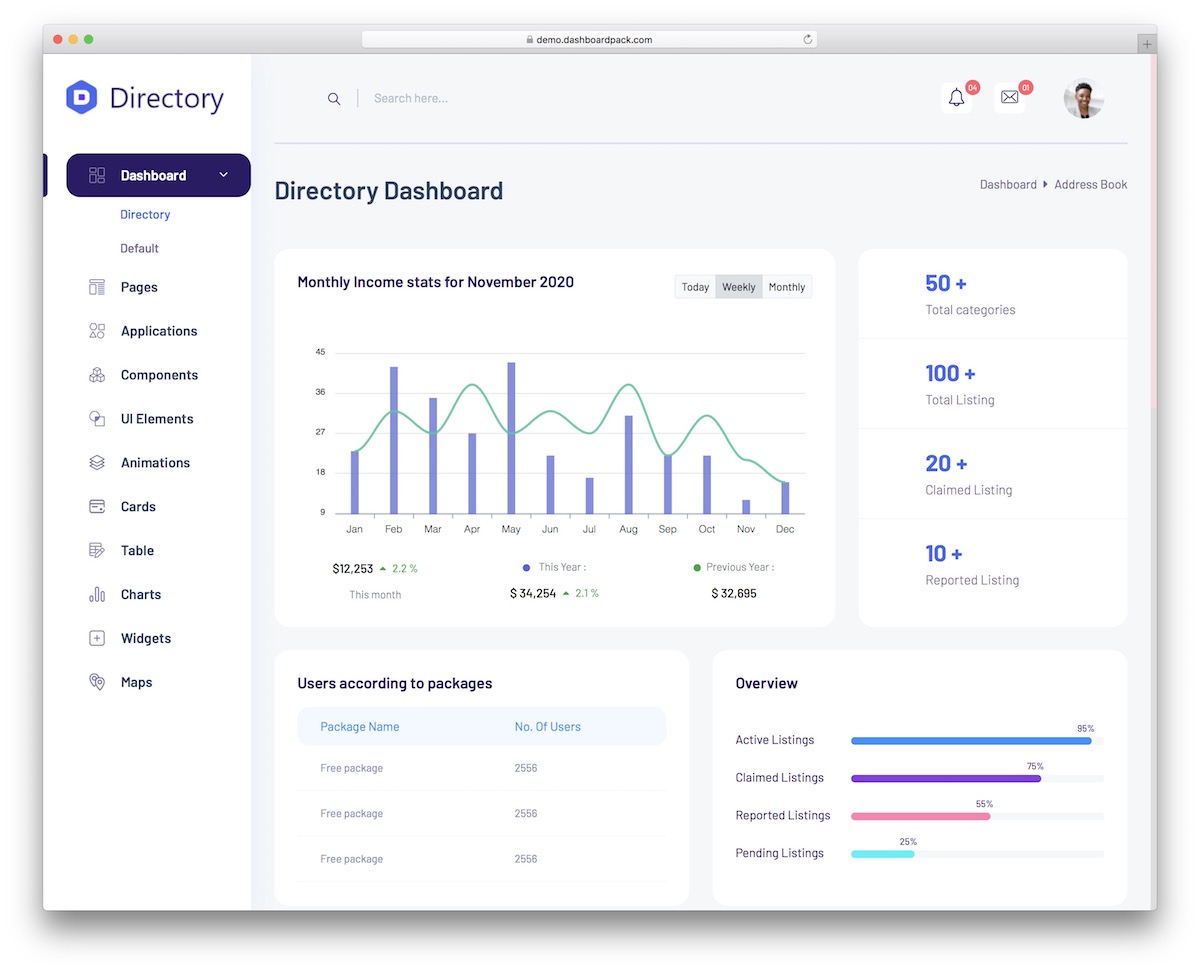 demo.dashboardpack.com
Directory
Search here...
04
01
Dashboard
Directory
Default
Pages
Applications
Components
UI Elements
Animations
Cards
Table
Charts
Widgets
Maps
Directory Dashboard
Dashboard Address Book
Monthly Income stats for November 2020
Today Weekly Monthly
45
36
27
18
9
Jan Feb Mar Apr May Jun Jul Aug Sep Oct Nov Dec
$12,253 2.2 %
This month
This Year :
$ 34,254 2.1 %
Previous Year :
$ 32,695
50 +
Total categories
100 +
Total Listing
20 +
Claimed Listing
10 +
Reported Listing
Users according to packages
Package Name No. Of Users
Free package 2556
Free package 2556
Free package 2556
Overview
95%
Active Listings
75%
Claimed Listings
55%
Reported Listings
25%
Pending Listings